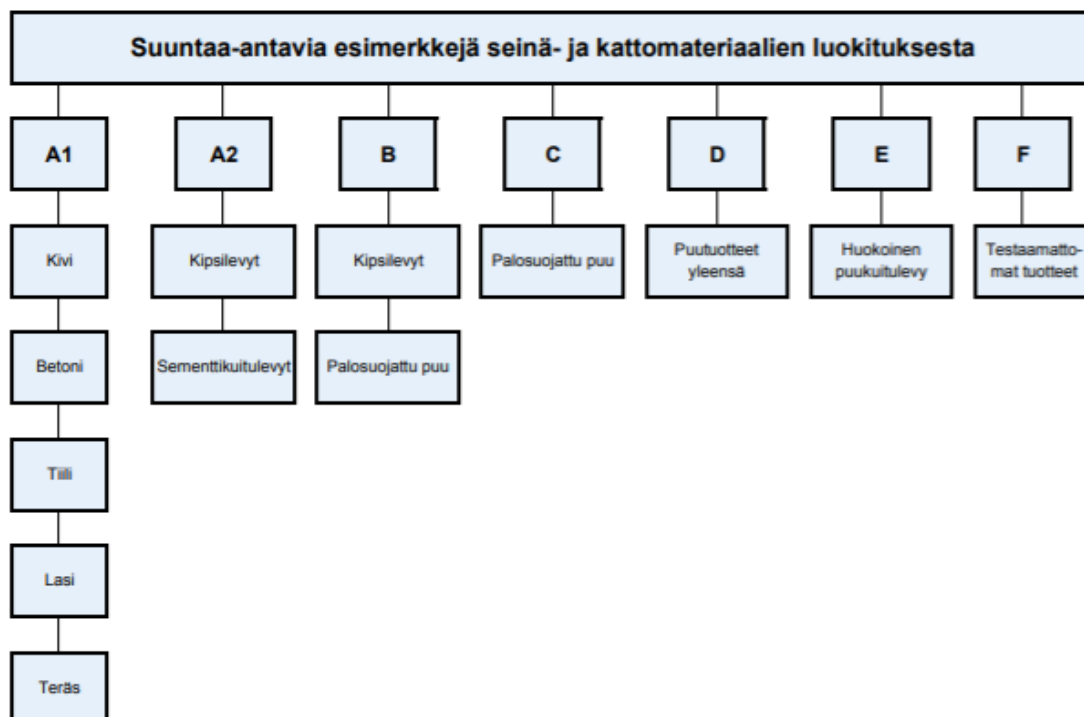 Suuntaa-antavia esimerkkejä seinä- ja kattomateriaalien luokituksesta
A1
A2
B
C
D
E
F
Kivi
Kipsilevyt
Kipsilevyt
Palosuojattu puu
Puutuotteet
yleensä
Huokoinen
puukuitulevy
Testaamatto-
mat tuotteet
Betoni
Sementtikuitulevyt
Palosuojattu puu
Tiili
Lasi
Teräs